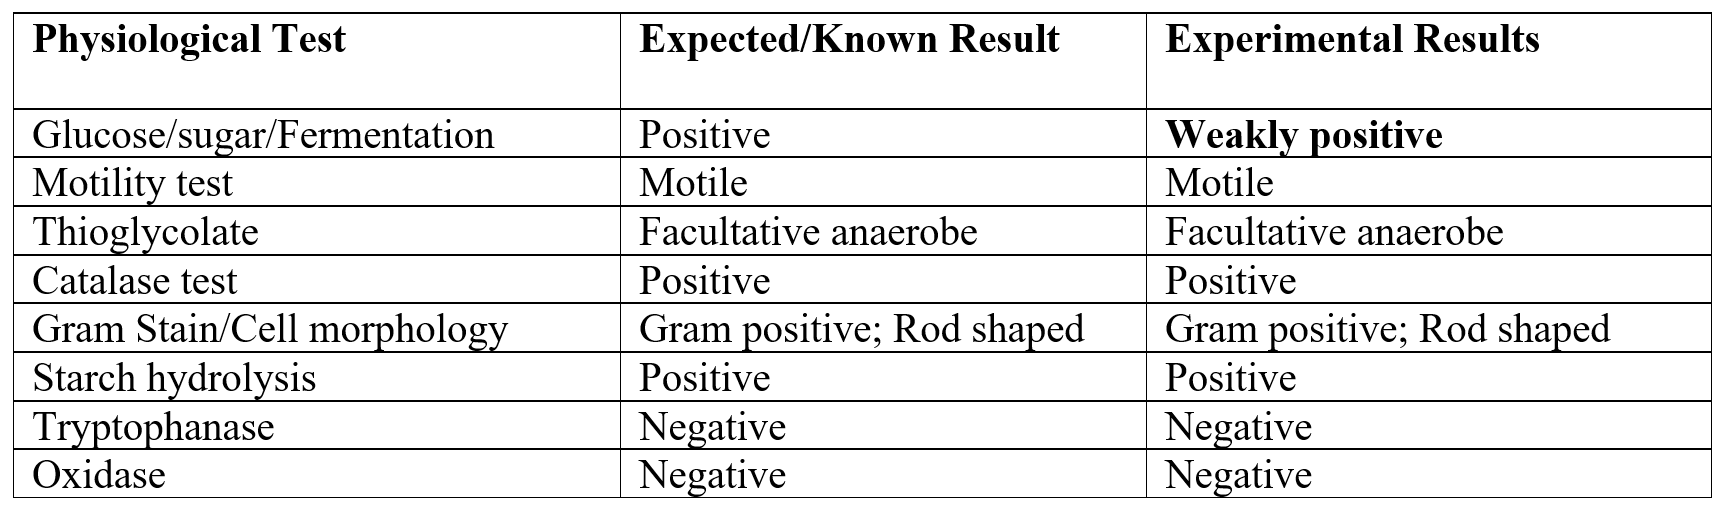 Physiological Test Expected/Known Result Experimental Results
Glucose/sugar/Fermentation Positive Weakly positive
Motility test Motile Motile
Thioglycolate Facultative anaerobe Facultative anaerobe
Catalase test Positive Positive
Gram Stain/Cell morphology Gram positive; Rod shaped Gram positive; Rod shaped
Starch hydrolysis Positive Positive
Tryptophanase Negative Negative
Oxidase Negative Negative